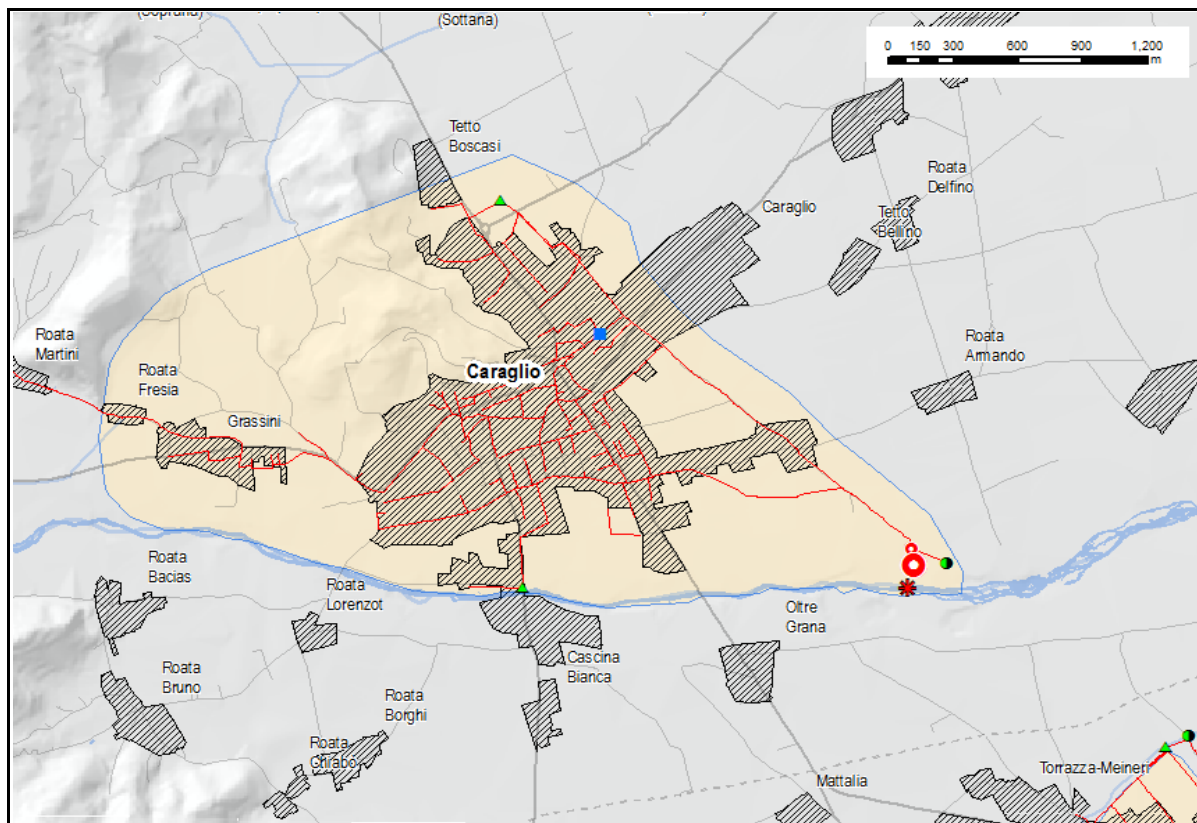 (Soprana)
(Sottana)
0 150 300 600 900 1,200
m
Tetto
Boscasi
Roata
Delfino
Caraglio
Tetto
Bellino
Roata
Martini
Roata
Armando
Roata
Fresia
Caraglio
Grassini
Roata
Bacias
Roata
Lorenzot
Oltre
Grana
Cascina
Bianca
Roata
Bruno
Roata
Borghi
Roata
Chiabo
Torrazza-Meineri
Mattalia